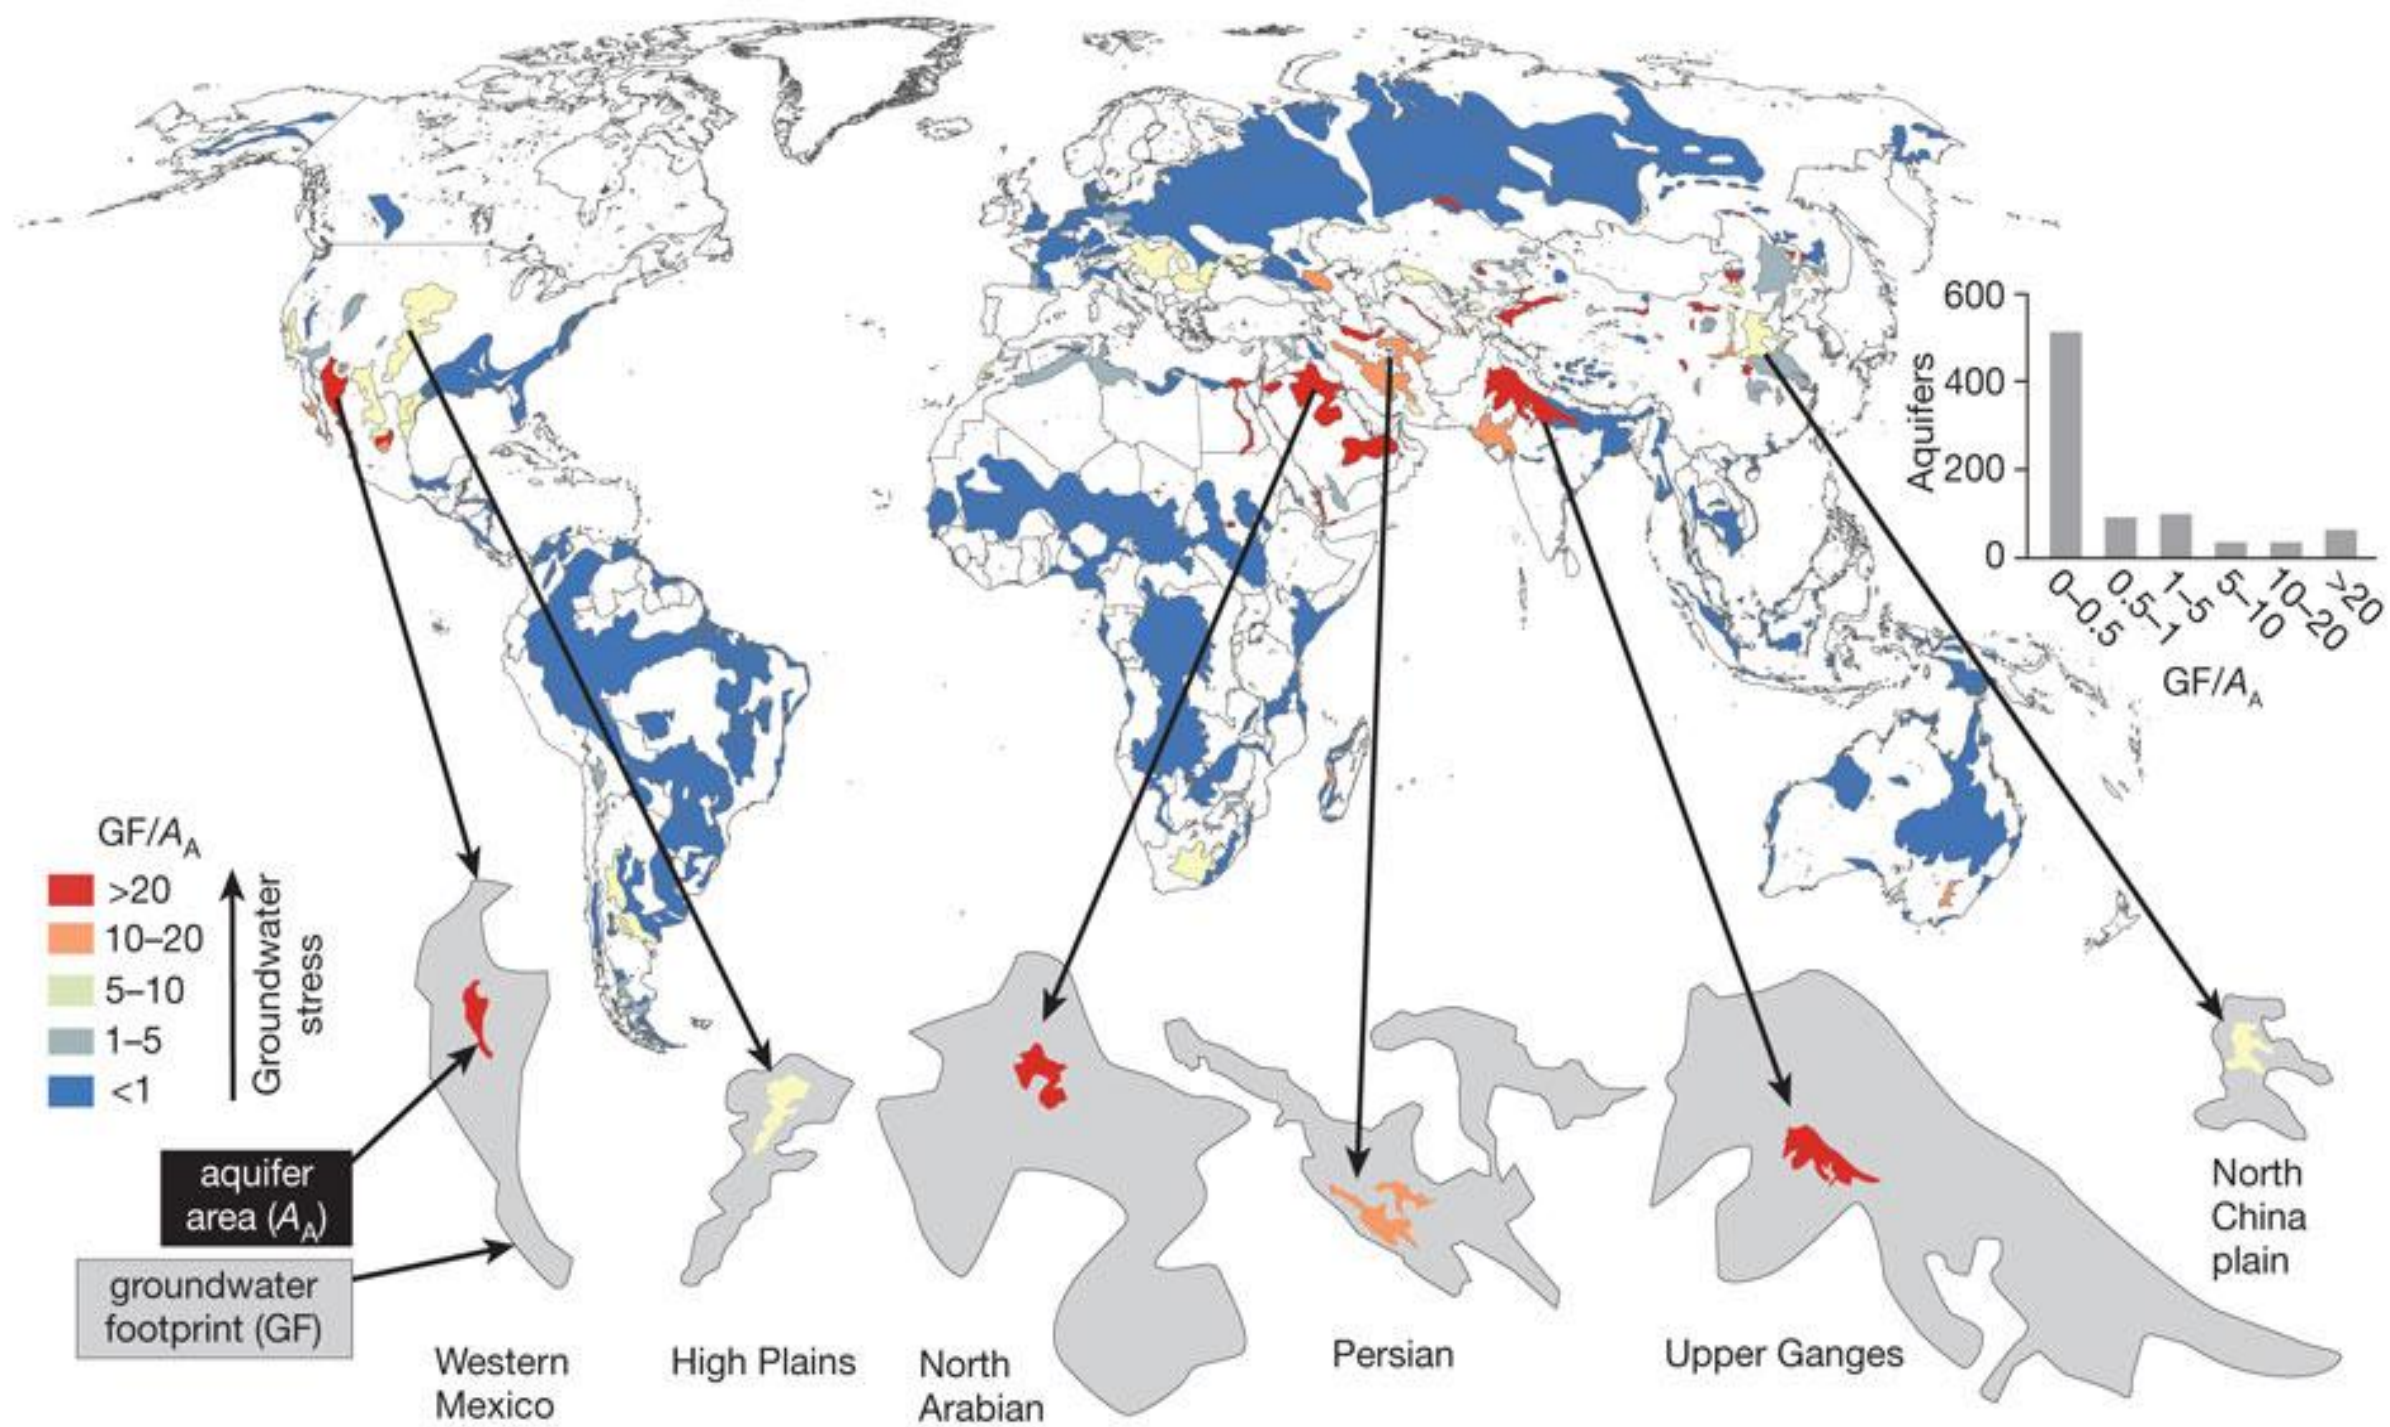 600
400
200
0
Aquifers
0–0.5
0.5–1
1–5
5–10
10–20
>20
GF/AA
GF/AA
>20
10–20
5–10
1–5
<1
Groundwater
stress
aquifer
area (AA)
groundwater
footprint (GF)
Western
Mexico
High Plains
North
Arabian
Persian
Upper Ganges
North
China
plain